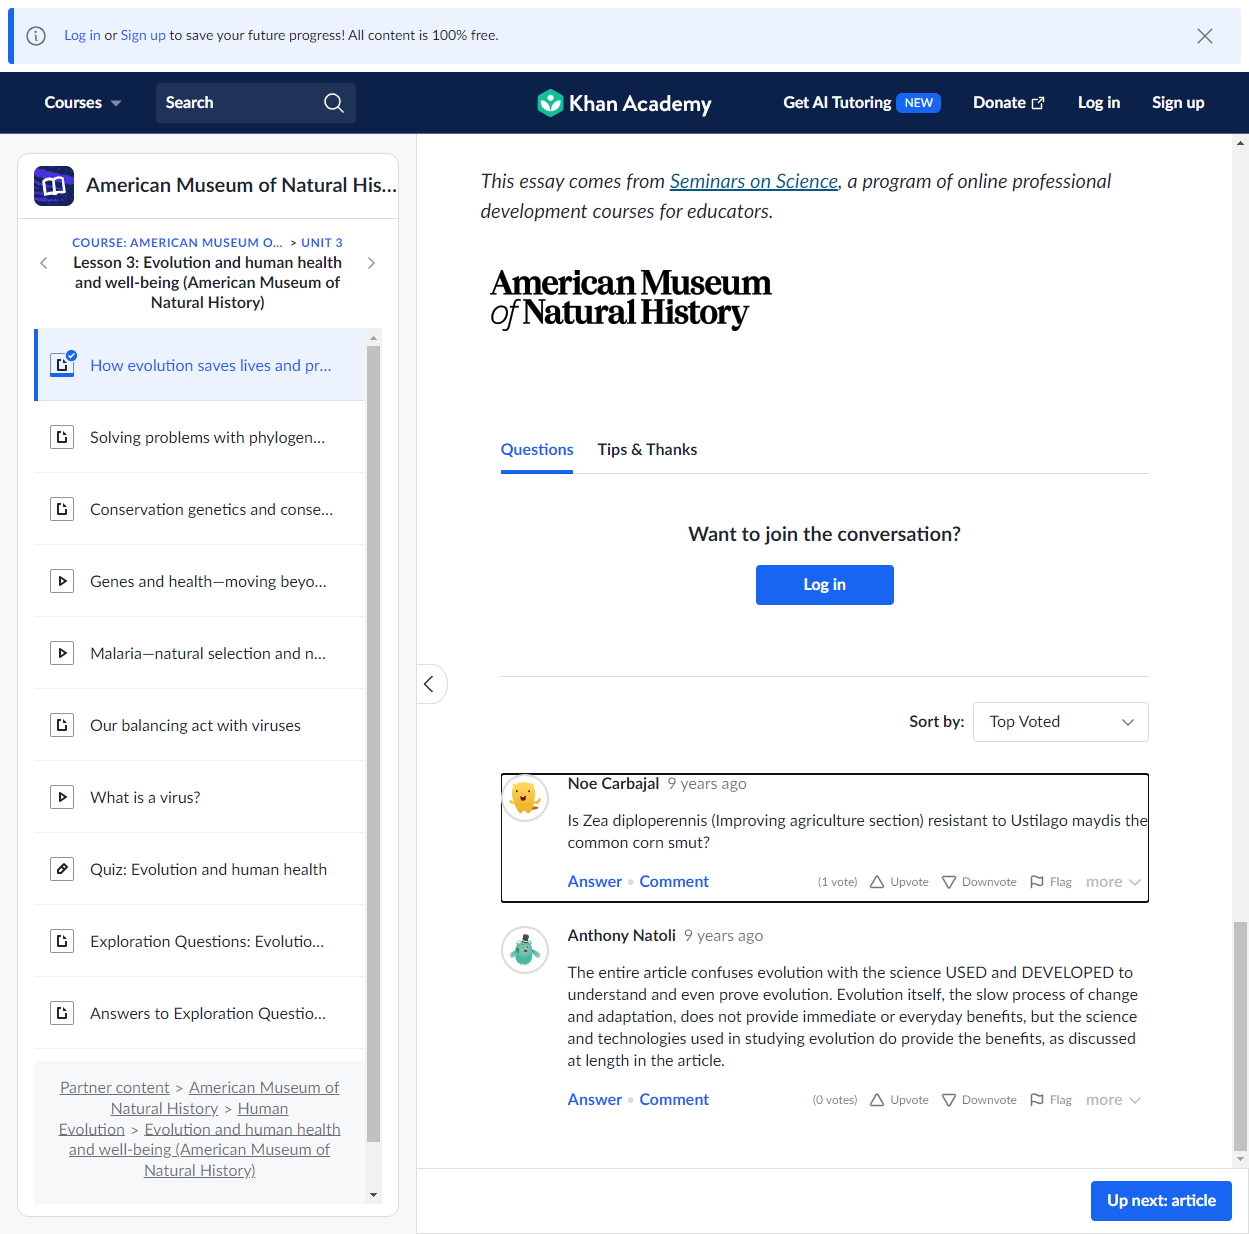 Log in or Sign up to save your future progress! All content is 100% free.
Courses
Search
Khan Academy
Get AI Tutoring NEW
Donate
Log in
Sign up
American Museum of Natural His...
COURSE: AMERICAN MUSEUM O... > UNIT 3
Lesson 3: Evolution and human health
and well-being (American Museum of
Natural History)
How evolution saves lives and pr...
Solving problems with phylogen...
Conservation genetics and conse...
Genes and health—moving beyo...
Malaria—natural selection and n...
Our balancing act with viruses
What is a virus?
Quiz: Evolution and human health
Exploration Questions: Evolutio...
Answers to Exploration Questio...
Partner content > American Museum of
Natural History > Human
Evolution > Evolution and human health
and well-being (American Museum of
Natural History)
This essay comes from Seminars on Science, a program of online professional
development courses for educators.
American Museum
of Natural History
Questions
Tips & Thanks
Want to join the conversation?
Log in
Sort by:
Top Voted
Noe Carbajal 9 years ago
Is Zea diploperennis (Improving agriculture section) resistant to Ustilago maydis the
common corn smut?
Answer • Comment
(1 vote) Upvote Downvote Flag more
Anthony Natoli 9 years ago
The entire article confuses evolution with the science USED and DEVELOPED to
understand and even prove evolution. Evolution itself, the slow process of change
and adaptation, does not provide immediate or everyday benefits, but the science
and technologies used in studying evolution do provide the benefits, as discussed
at length in the article.
Answer • Comment
(0 votes) Upvote Downvote Flag more
Up next: article